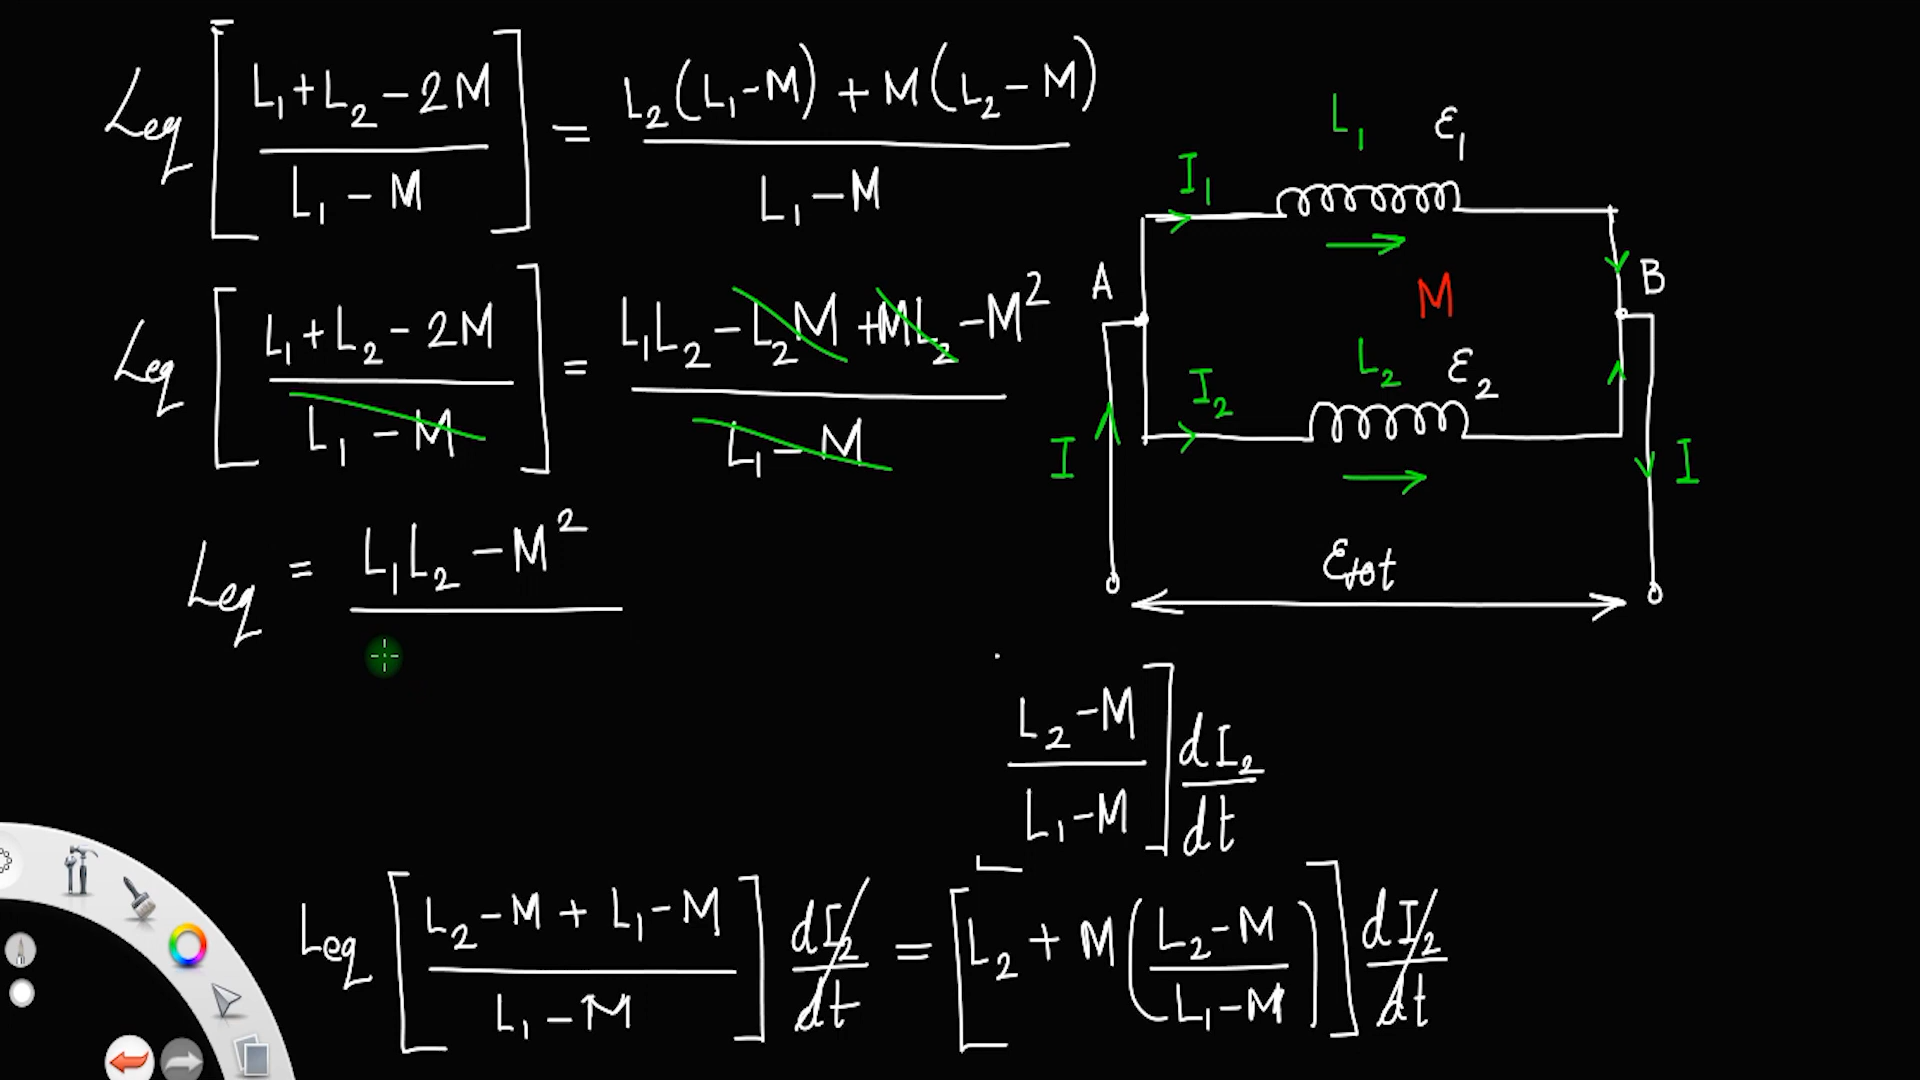 Leq [ (L₁+L₂−2M) / (L₁−M) ] = (L₂(L₁−M)+M(L₂−M)) / (L₁−M)
Leq [ (L₁+L₂−2M) / (L₁−M) ] = (L₁L₂−L₂M+ML₂−M²) / (L₁−M)
Leq = L₁L₂−M²
L₁ ε₁
I₁
A
M
B
L₂ ε₂
I₂
I
I
εtot
(L₂−M) / (L₁−M) ] dI₂/dt
Leq [ (L₂−M+L₁−M) / (L₁−M) ] dI₂/dt = [ L₂+M( (L₂−M) / (L₁−M) ) ] dI₂/dt